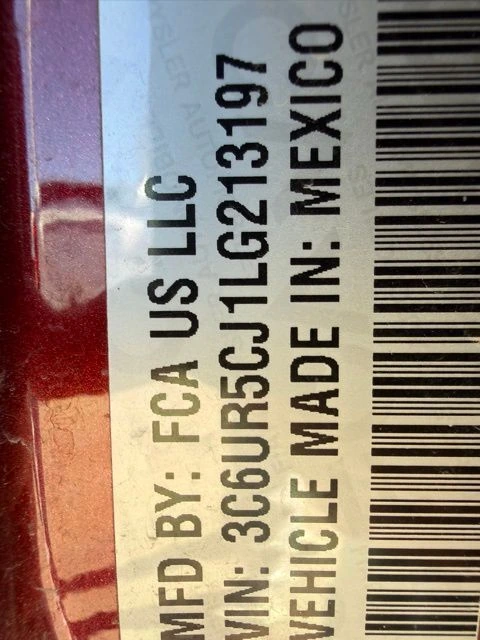 MFD BY: FCA US LLC
VIN: 3C6UR5CJ1LG213197
VEHICLE MADE IN: MEXICO